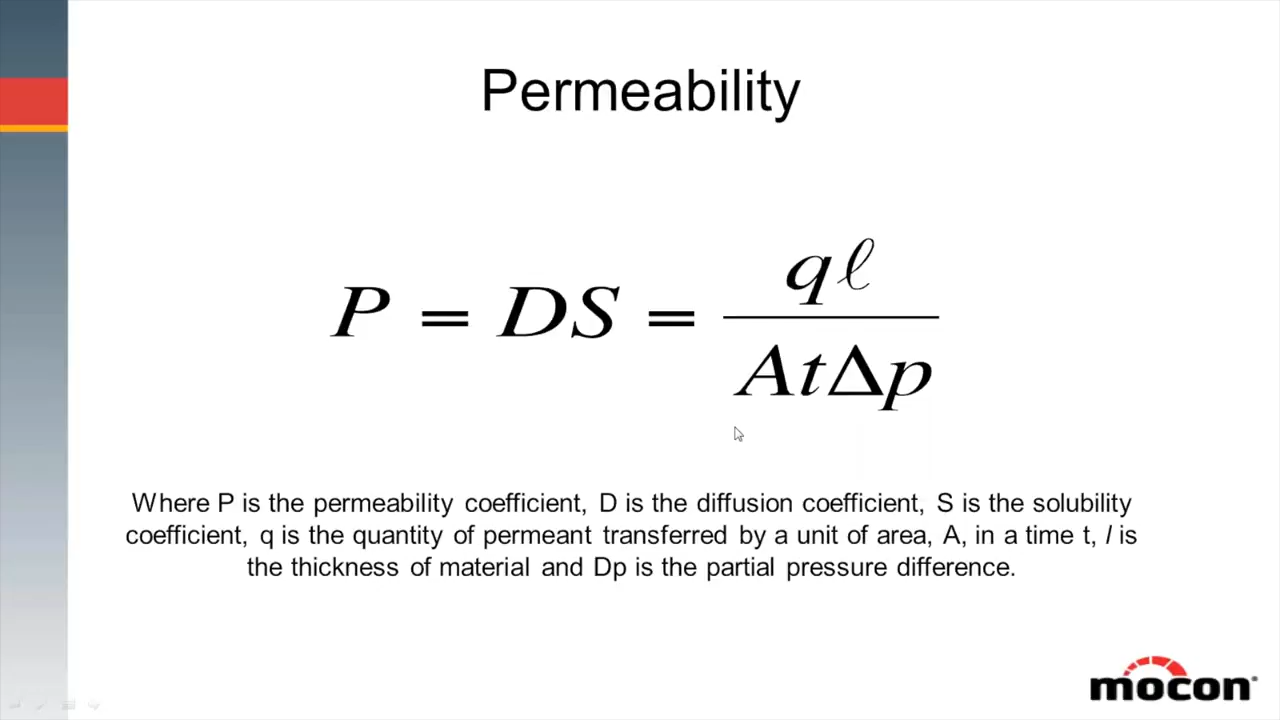 Permeability
P = DS = qℓ / AtΔp
Where P is the permeability coefficient, D is the diffusion coefficient, S is the solubility
coefficient, q is the quantity of permeant transferred by a unit of area, A, in a time t, l is
the thickness of material and Dp is the partial pressure difference.
mocon